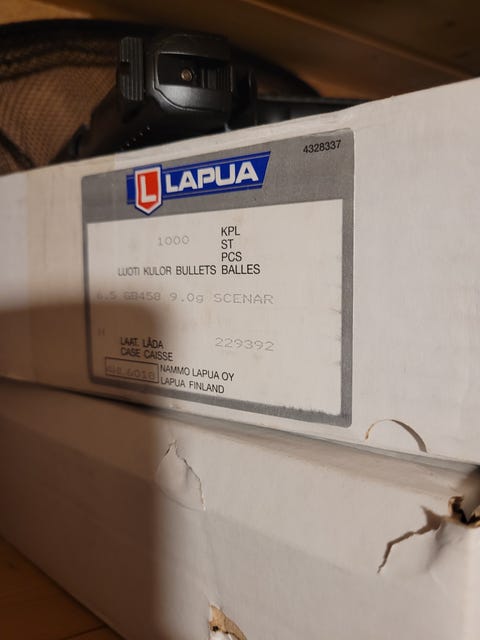 4328337
L LAPUA
1000 KPL
ST
PCS
LUOTI KULOR BULLETS BALLES
6.5 GB458 9.0g SCENAR
H
LAAT. LÅDA 229392
CASE CAISSE
NAMMO LAPUA OY
LAPUA FINLAND